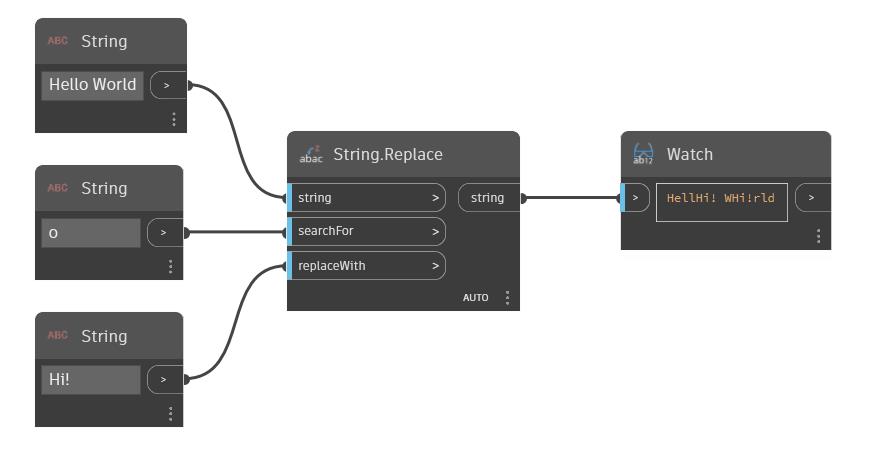 ABC String
Hello World >
ABC String
o >
ABC String
Hi! >
abac String.Replace
string > string
searchFor >
replaceWith >
AUTO
ab12 Watch
> HellHi! WHi!rld >